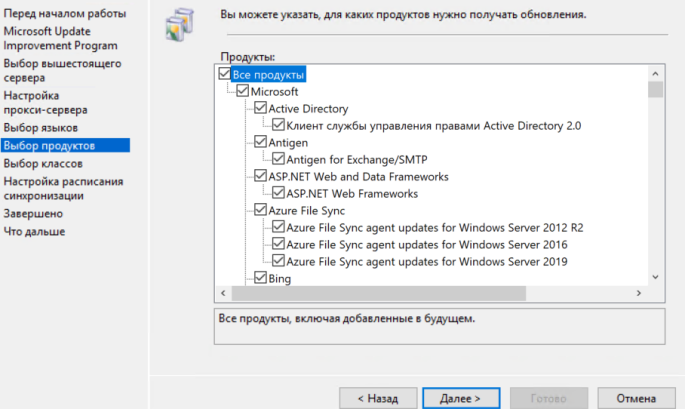 Перед началом работы
Microsoft Update
Improvement Program
Выбор вышестоящего
сервера
Настройка
прокси-сервера
Выбор языков
Выбор продуктов
Выбор классов
Настройка расписания
синхронизации
Завершено
Что дальше
Вы можете указать, для каких продуктов нужно получать обновления.
Продукты:
Все продукты
Microsoft
Active Directory
Клиент службы управления правами Active Directory 2.0
Antigen
Antigen for Exchange/SMTP
ASP.NET Web and Data Frameworks
ASP.NET Web Frameworks
Azure File Sync
Azure File Sync agent updates for Windows Server 2012 R2
Azure File Sync agent updates for Windows Server 2016
Azure File Sync agent updates for Windows Server 2019
Bing
Все продукты, включая добавленные в будущем.
< Назад
Далее >
Готово
Отмена